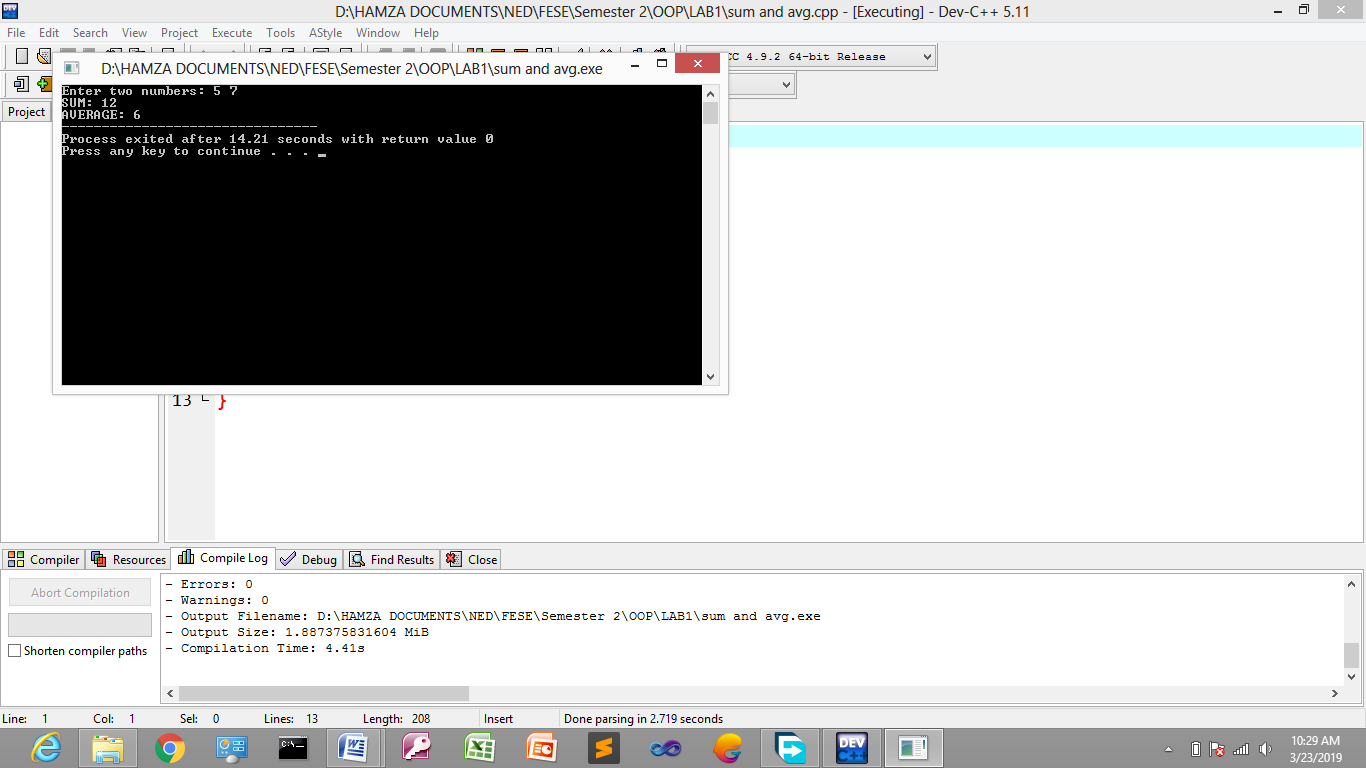 D:\HAMZA DOCUMENTS\NED\FESE\Semester 2\OOP\LAB1\sum and avg.cpp - [Executing] - Dev-C++ 5.11
File Edit Search View Project Execute Tools AStyle Window Help
CC 4.9.2 64-bit Release
D:\HAMZA DOCUMENTS\NED\FESE\Semester 2\OOP\LAB1\sum and avg.exe
Enter two numbers: 5 7
SUM: 12
AVERAGE: 6
--------------------------------
Process exited after 14.21 seconds with return value 0
Press any key to continue . . .
Project
13 }
Compiler Resources Compile Log Debug Find Results Close
Abort Compilation
Shorten compiler paths
- Errors: 0
- Warnings: 0
- Output Filename: D:\HAMZA DOCUMENTS\NED\FESE\Semester 2\OOP\LAB1\sum and avg.exe
- Output Size: 1.887375831604 MiB
- Compilation Time: 4.41s
Line: 1 Col: 1 Sel: 0 Lines: 13 Length: 208 Insert Done parsing in 2.719 seconds
DEV C++
10:29 AM
3/23/2019